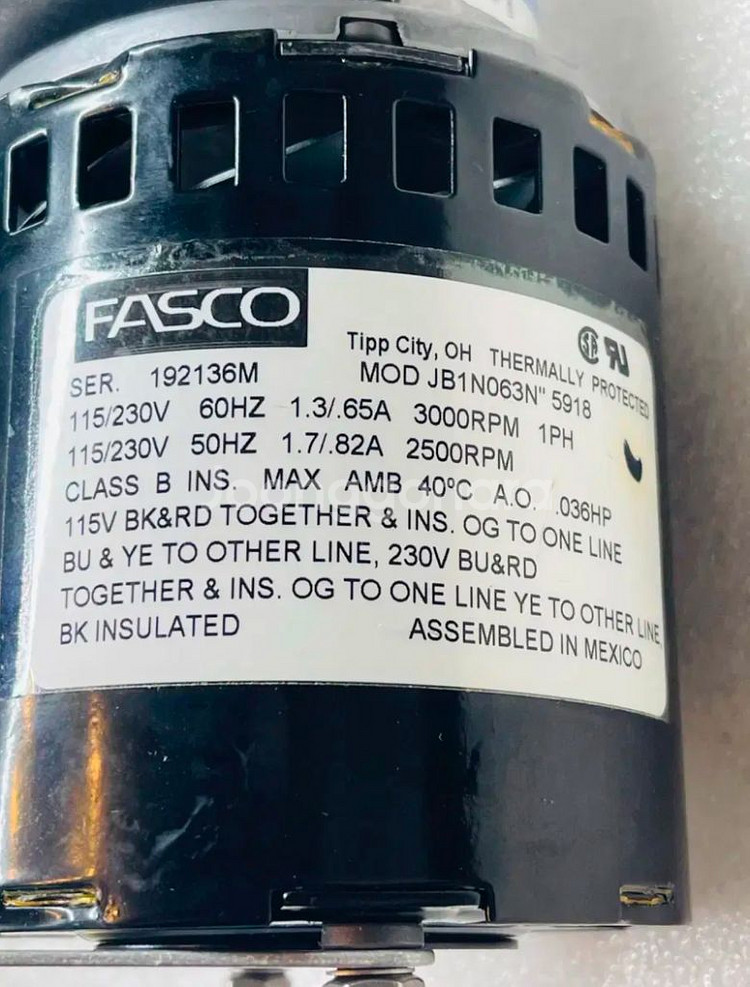 FASCO
Tipp City, OH THERMALLY PROTECTED
SER. 192136M MOD JB1N063N" 5918
115/230V 60HZ 1.3/.65A 3000RPM 1PH
115/230V 50HZ 1.7/.82A 2500RPM
CLASS B INS. MAX AMB 40ºC A.O. .036HP
115V BK&RD TOGETHER & INS. OG TO ONE LINE
BU & YE TO OTHER LINE, 230V BU&RD
TOGETHER & INS. OG TO ONE LINE YE TO OTHER LINE,
BK INSULATED ASSEMBLED IN MEXICO